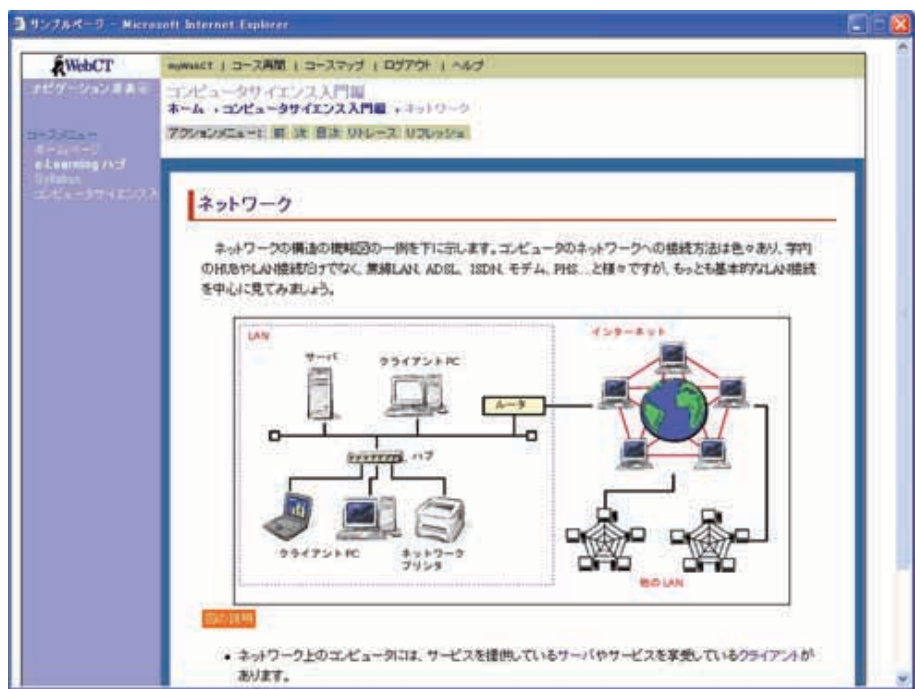 サンプルページ - Microsoft Internet Explorer
WebCT
myWebCT | コース再開 | コースマップ | ログアウト | ヘルプ
ナビゲーション非表示
コンピュータサイエンス入門編
ホーム › コンピュータサイエンス入門編 › ネットワーク
アクションメニュー: 前 次 目次 リトレース リフレッシュ
コースメニュー
ホームページ
e-Learning ハブ
Syllabus
コンピュータサイエンス入
ネットワーク
ネットワークの構造の概略図の一例を下に示します。コンピュータのネットワークへの接続方法は色々あり、学内
のHUBやLAN接続だけでなく、無線LAN、ADSL、ISDN、モデム、PHS...と様々ですが、もっとも基本的なLAN接続
を中心に見てみましょう。
LAN
インターネット
サーバ
クライアントPC
ルータ
ハブ
クライアントPC
ネットワーク
プリンタ
他のLAN
図の説明
• ネットワーク上のコンピュータには、サービスを提供しているサーバやサービスを享受しているクライアントが
あります。